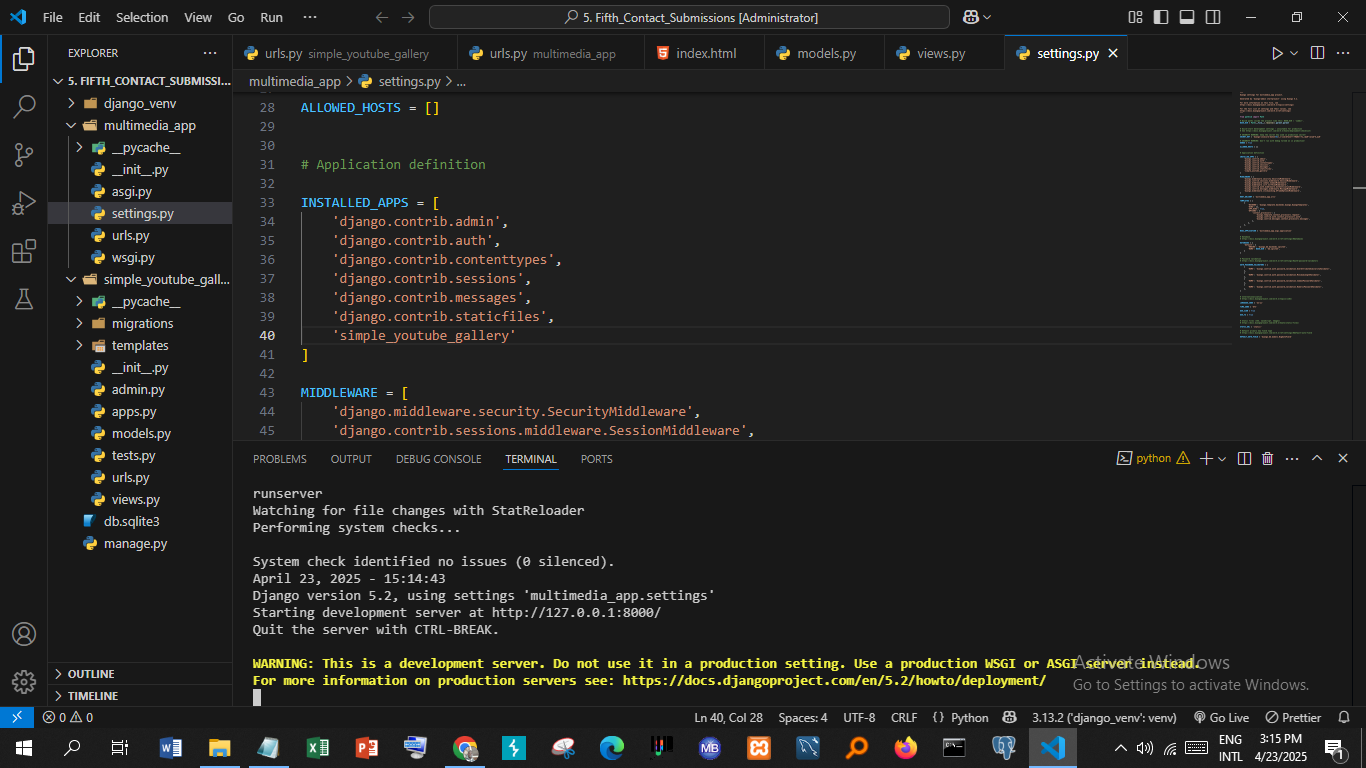 File Edit Selection View Go Run ···
5. Fifth_Contact_Submissions [Administrator]
EXPLORER ···
5. FIFTH_CONTACT_SUBMISSI...
django_venv
multimedia_app
__pycache__
__init__.py
asgi.py
settings.py
urls.py
wsgi.py
simple_youtube_gall...
__pycache__
migrations
templates
__init__.py
admin.py
apps.py
models.py
tests.py
urls.py
views.py
db.sqlite3
manage.py
OUTLINE
TIMELINE
urls.py simple_youtube_gallery
urls.py multimedia_app
index.html
models.py
views.py
settings.py
multimedia_app > settings.py > ...
28 ALLOWED_HOSTS = []
29
30
31 # Application definition
32
33 INSTALLED_APPS = [
34 'django.contrib.admin',
35 'django.contrib.auth',
36 'django.contrib.contenttypes',
37 'django.contrib.sessions',
38 'django.contrib.messages',
39 'django.contrib.staticfiles',
40 'simple_youtube_gallery'
41 ]
42
43 MIDDLEWARE = [
44 'django.middleware.security.SecurityMiddleware',
45 'django.contrib.sessions.middleware.SessionMiddleware',
PROBLEMS OUTPUT DEBUG CONSOLE TERMINAL PORTS
python
runserver
Watching for file changes with StatReloader
Performing system checks...
System check identified no issues (0 silenced).
April 23, 2025 - 15:14:43
Django version 5.2, using settings 'multimedia_app.settings'
Starting development server at http://127.0.0.1:8000/
Quit the server with CTRL-BREAK.
WARNING: This is a development server. Do not use it in a production setting. Use a production WSGI or ASGI server instead.
For more information on production servers see: https://docs.djangoproject.com/en/5.2/howto/deployment/
Activate Windows
Go to Settings to activate Windows.
0 0
Ln 40, Col 28 Spaces: 4 UTF-8 CRLF {} Python 3.13.2 ('django_venv': venv) Go Live Prettier
MB
ENG
INTL
3:15 PM
4/23/2025
1